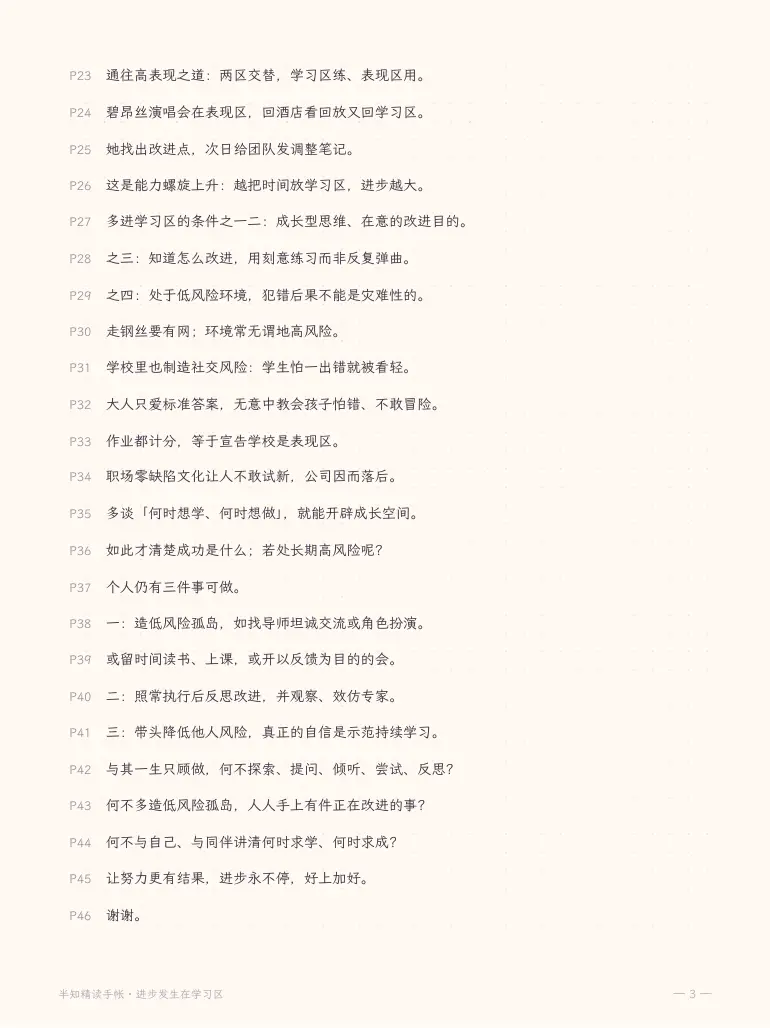 P23 通往高表现之道：两区交替，学习区练、表现区用。
P24 碧昂丝演唱会在表现区，回酒店看回放又回学习区。
P25 她找出改进点，次日给团队发调整笔记。
P26 这是能力螺旋上升：越把时间放学习区，进步越大。
P27 多进学习区的条件之一二：成长型思维、在意的改进目的。
P28 之三：知道怎么改进，用刻意练习而非反复弹曲。
P29 之四：处于低风险环境，犯错后果不能是灾难性的。
P30 走钢丝要有网；环境常无谓地高风险。
P31 学校里也制造社交风险：学生怕一出错就被看轻。
P32 大人只爱标准答案，无意中教会孩子怕错、不敢冒险。
P33 作业都计分，等于宣告学校是表现区。
P34 职场零缺陷文化让人不敢试新，公司因而落后。
P35 多谈「何时想学、何时想做」，就能开辟成长空间。
P36 如此才清楚成功是什么；若处长期高风险呢？
P37 个人仍有三件事可做。
P38 一：造低风险孤岛，如找导师坦诚交流或角色扮演。
P39 或留时间读书、上课，或开以反馈为目的的会。
P40 二：照常执行后反思改进，并观察、效仿专家。
P41 三：带头降低他人风险，真正的自信是示范持续学习。
P42 与其一生只顾做，何不探索、提问、倾听、尝试、反思？
P43 何不多造低风险孤岛，人人手上有件正在改进的事？
P44 何不与自己、与同伴讲清何时求学、何时求成？
P45 让努力更有结果，进步永不停，好上加好。
P46 谢谢。
半知精读手帐·进步发生在学习区 — 3 —